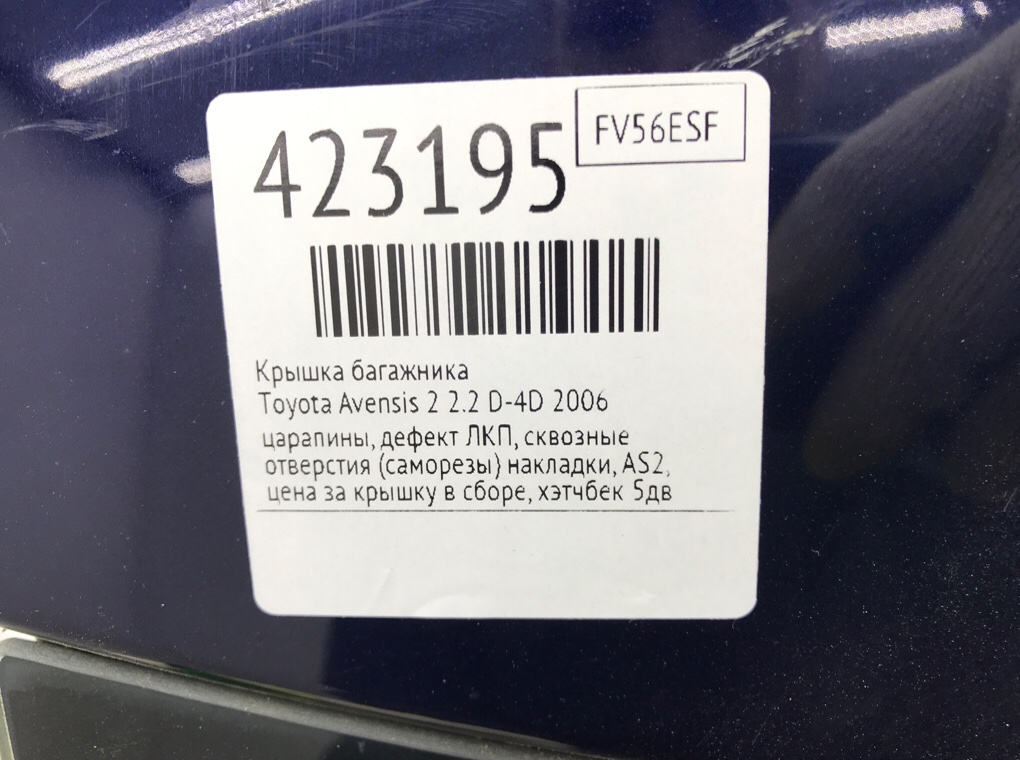 423195
FV56ESF
Крышка багажника
Toyota Avensis 2 2.2 D-4D 2006
царапины, дефект ЛКП, сквозные
отверстия (саморезы) накладки, AS2,
цена за крышку в сборе, хэтчбек 5дв